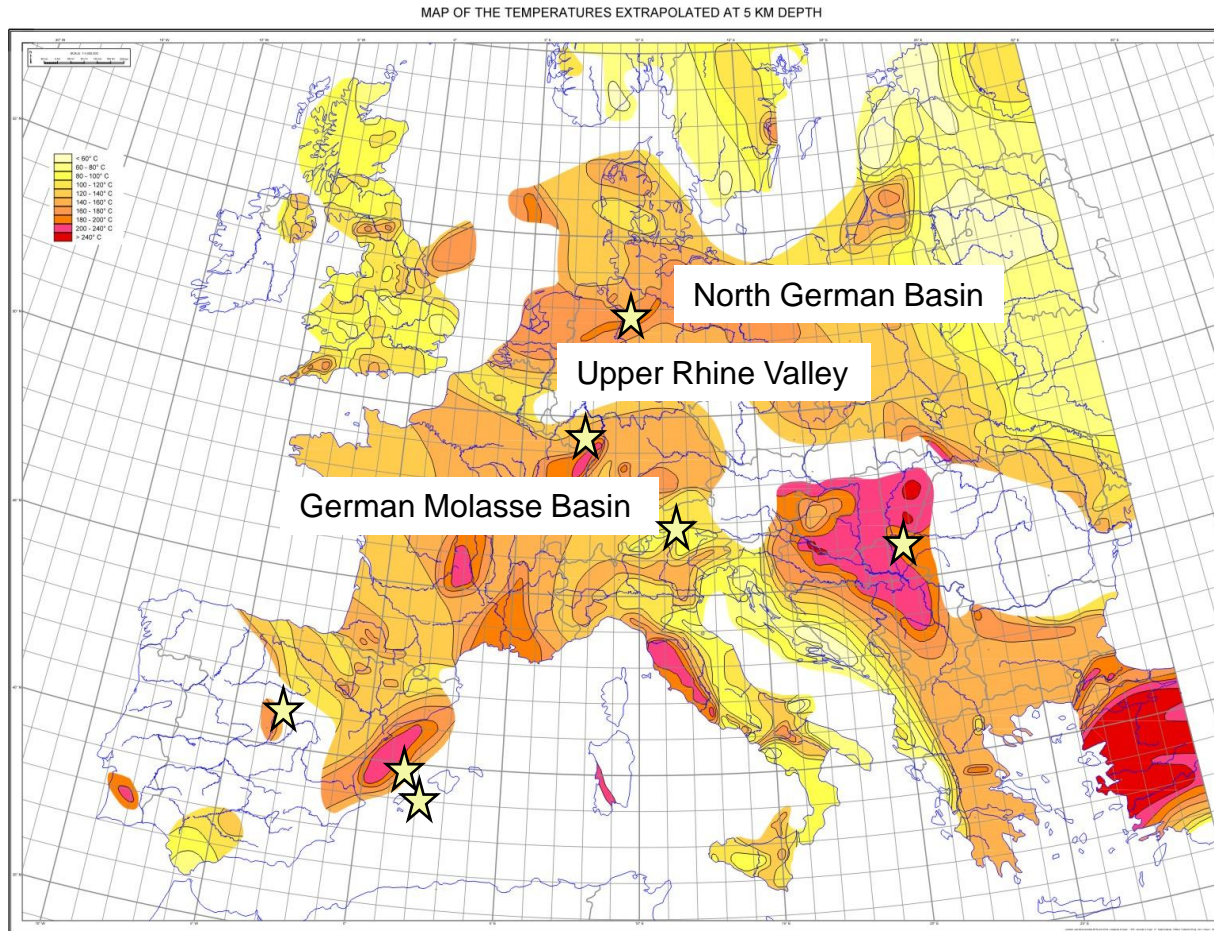 MAP OF THE TEMPERATURES EXTRAPOLATED AT 5 KM DEPTH
< 60° C
60 - 80° C
80 - 100° C
100 - 120° C
120 - 140° C
140 - 160° C
160 - 180° C
180 - 200° C
200 - 240° C
> 240° C
North German Basin
Upper Rhine Valley
German Molasse Basin